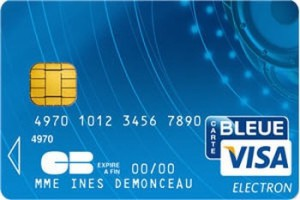 4970 1012 3456 7890
4970
CARTE BLEUE
VISA
CB
EXPIRE
A FIN
00/00
MME INES DEMONCEAU
ELECTRON